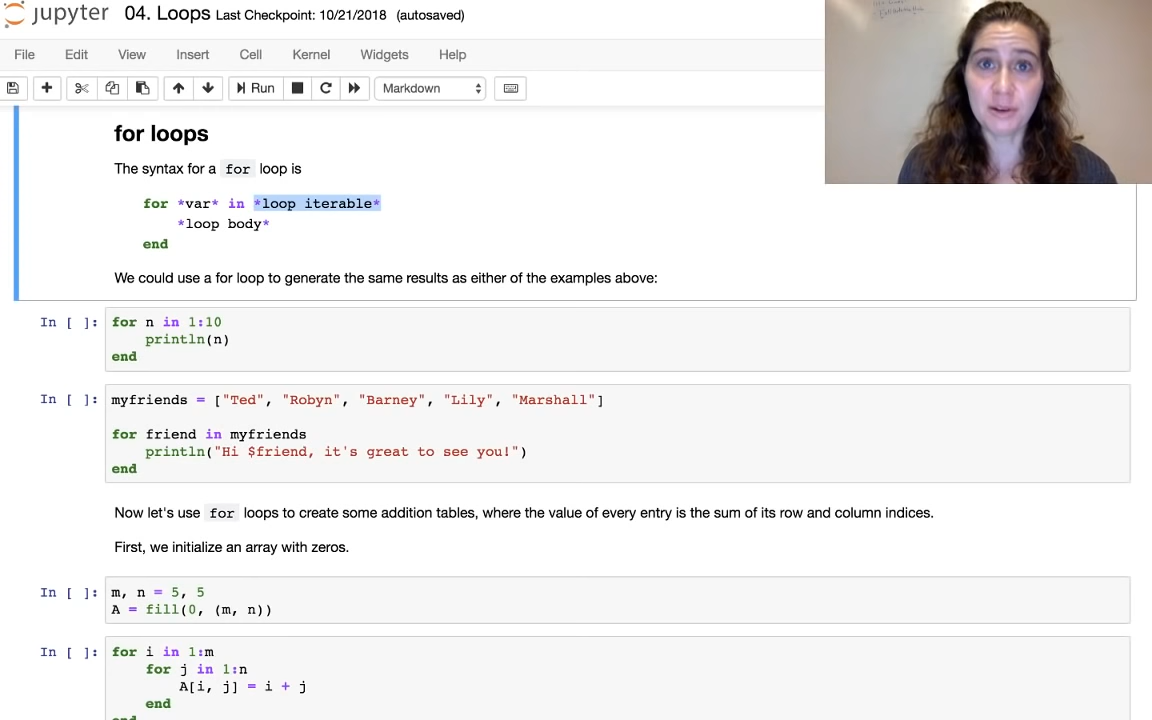 jupyter 04. Loops Last Checkpoint: 10/21/2018 (autosaved)
File Edit View Insert Cell Kernel Widgets Help
Run Markdown
for loops
The syntax for a for loop is
for *var* in *loop iterable*
*loop body*
end
We could use a for loop to generate the same results as either of the examples above:
In [ ]: for n in 1:10
println(n)
end
In [ ]: myfriends = ["Ted", "Robyn", "Barney", "Lily", "Marshall"]
for friend in myfriends
println("Hi $friend, it's great to see you!")
end
Now let's use for loops to create some addition tables, where the value of every entry is the sum of its row and column indices.
First, we initialize an array with zeros.
In [ ]: m, n = 5, 5
A = fill(0, (m, n))
In [ ]: for i in 1:m
for j in 1:n
A[i, j] = i + j
end
end